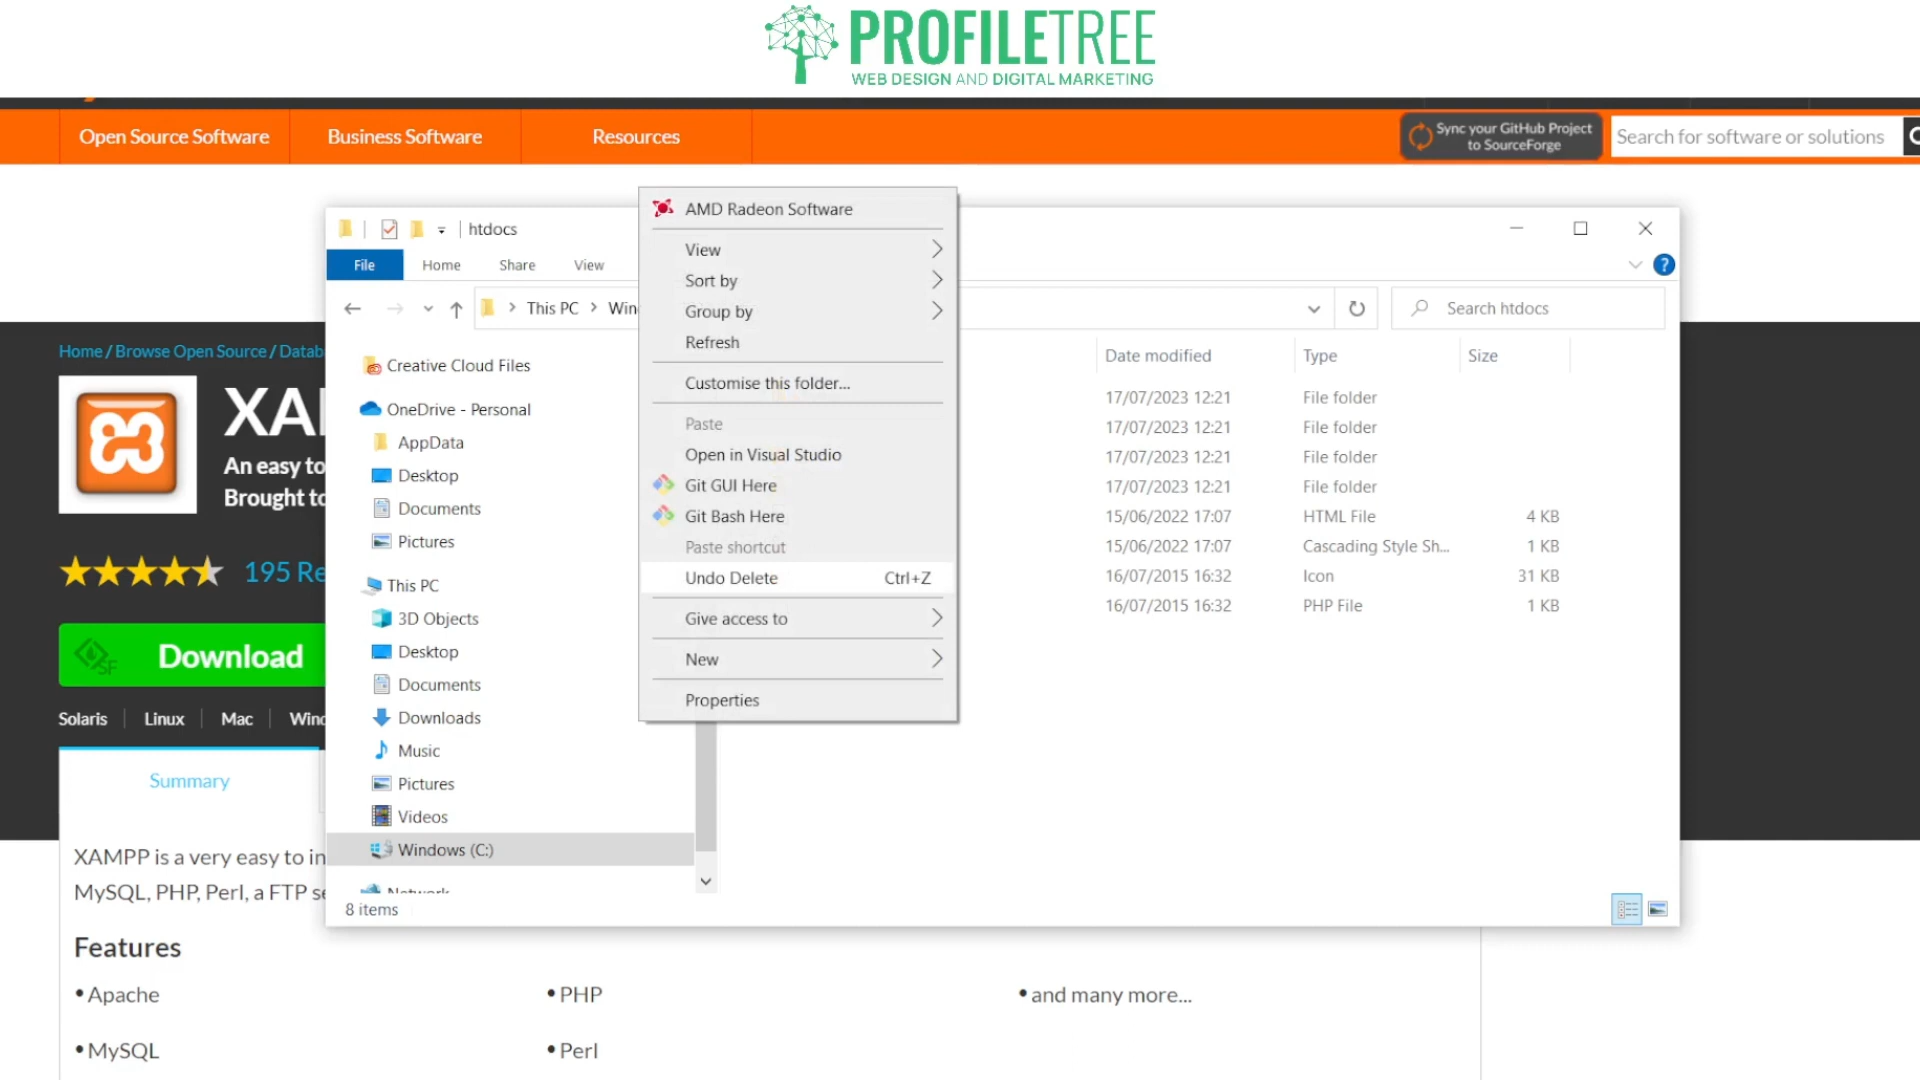 PROFILETREE
WEB DESIGN AND DIGITAL MARKETING
Open Source Software
Business Software
Resources
Sync your GitHub Project
to SourceForge
Search for software or solutions
Home / Browse Open Source /
XA
An easy to
Brought to
195
Download
SF
Solaris
Linux
Mac
Summary
XAMPP is a very easy to
MySQL, PHP, Perl, a FTP
Features
• Apache
• PHP
• and many more...
• MySQL
• Perl
htdocs
File
Home
Share
View
This PC
Search htdocs
Date modified
Type
Size
17/07/2023 12:21 File folder
17/07/2023 12:21 File folder
17/07/2023 12:21 File folder
17/07/2023 12:21 File folder
15/06/2022 17:07 HTML File 4 KB
15/06/2022 17:07 Cascading Style Sh... 1 KB
16/07/2015 16:32 Icon 31 KB
16/07/2015 16:32 PHP File 1 KB
Creative Cloud Files
OneDrive - Personal
AppData
Desktop
Documents
Pictures
This PC
3D Objects
Desktop
Documents
Downloads
Music
Pictures
Videos
Windows (C:)
Network
8 items
AMD Radeon Software
View
Sort by
Group by
Refresh
Customise this folder...
Paste
Open in Visual Studio
Git GUI Here
Git Bash Here
Paste shortcut
Undo Delete Ctrl+Z
Give access to
New
Properties